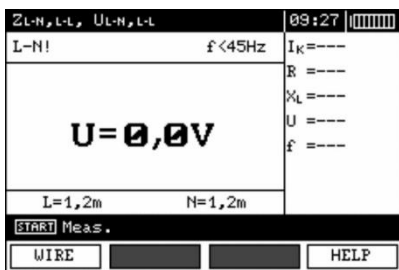 ZL-N,L-L, UL-N,L-L 09:27
L-N! f<45Hz
IK=---
R =---
XL=---
U =---
f =---
U=0,0V
L=1,2m N=1,2m
START Meas.
WIRE HELP